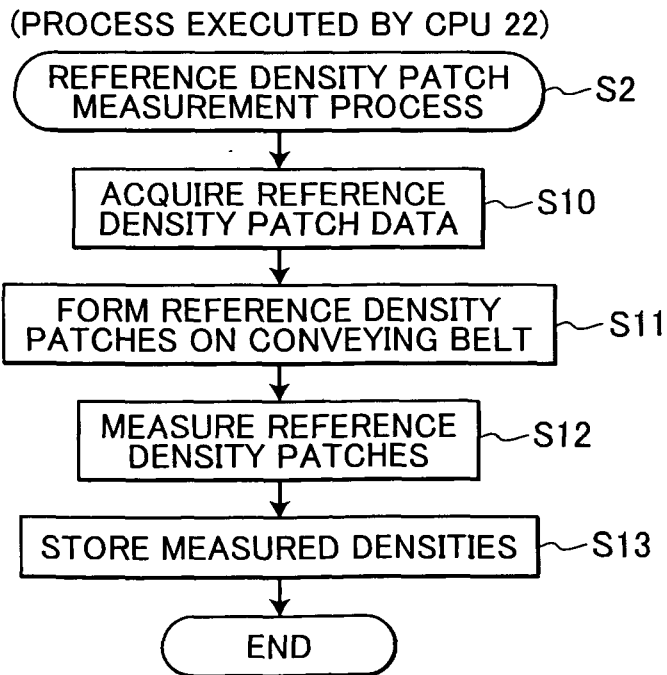 (PROCESS EXECUTED BY CPU 22)
REFERENCE DENSITY PATCH
MEASUREMENT PROCESS
S2
ACQUIRE REFERENCE
DENSITY PATCH DATA
S10
FORM REFERENCE DENSITY
PATCHES ON CONVEYING BELT
S11
MEASURE REFERENCE
DENSITY PATCHES
S12
STORE MEASURED DENSITIES
S13
END